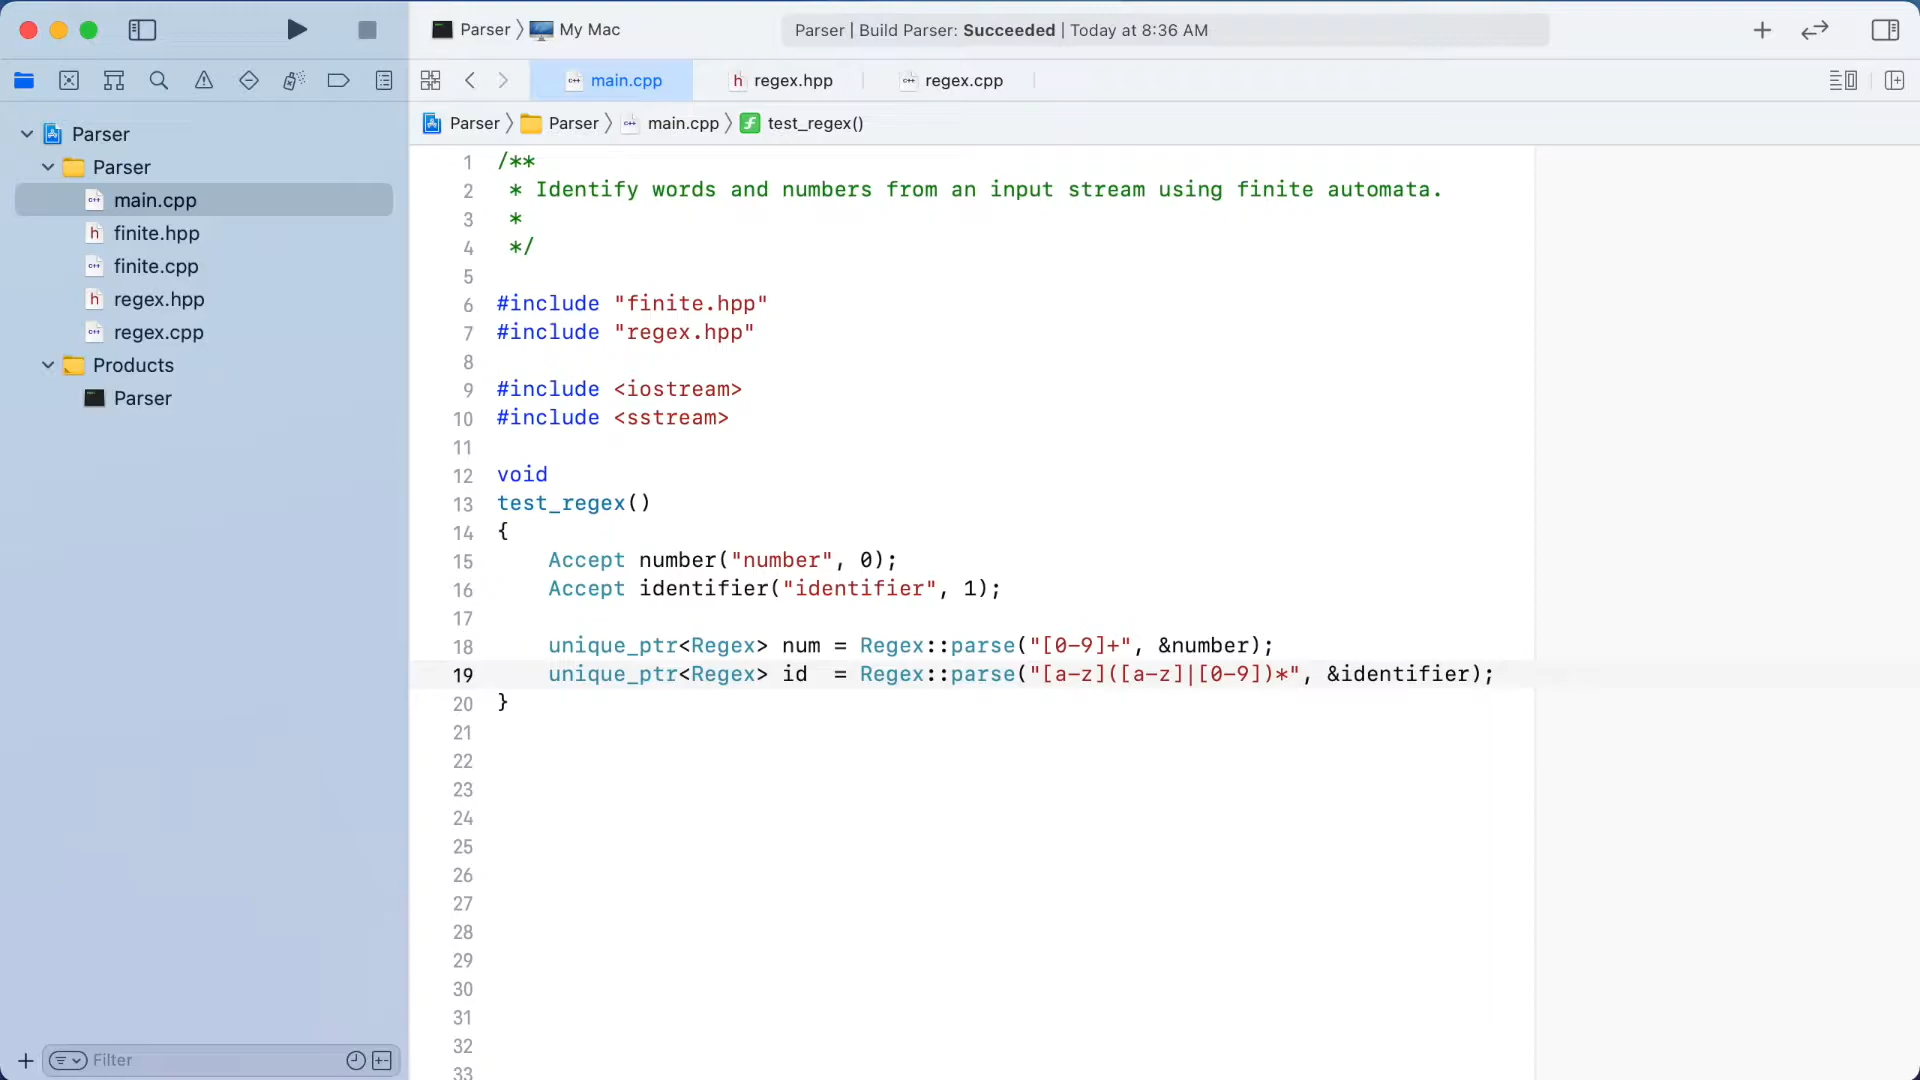 Parser 〉 My Mac
Parser | Build Parser: Succeeded | Today at 8:36 AM
main.cpp
regex.hpp
regex.cpp
Parser 〉 Parser 〉 main.cpp 〉 test_regex()
Parser
Parser
main.cpp
finite.hpp
finite.cpp
regex.hpp
regex.cpp
Products
Parser
Filter
1 /**
2 * Identify words and numbers from an input stream using finite automata.
3 *
4 */
5
6 #include "finite.hpp"
7 #include "regex.hpp"
8
9 #include <iostream>
10 #include <sstream>
11
12 void
13 test_regex()
14 {
15 Accept number("number", 0);
16 Accept identifier("identifier", 1);
17
18 unique_ptr<Regex> num = Regex::parse("[0-9]+", &number);
19 unique_ptr<Regex> id  = Regex::parse("[a-z]([a-z]|[0-9])*", &identifier);
20 }
21
22
23
24
25
26
27
28
29
30
31
32
33